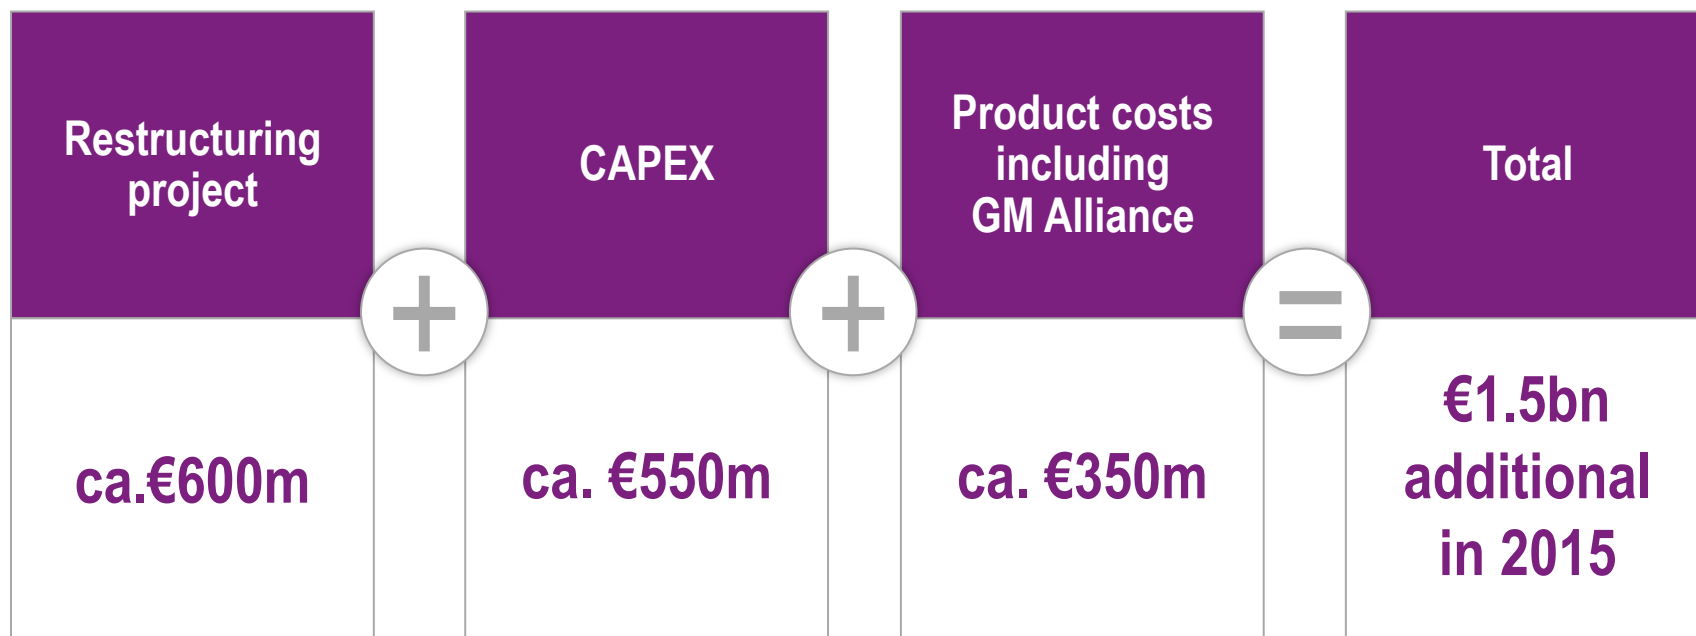 Restructuring
project
ca.€600m
+
CAPEX
ca. €550m
+
Product costs
including
GM Alliance
ca. €350m
=
Total
€1.5bn
additional
in 2015